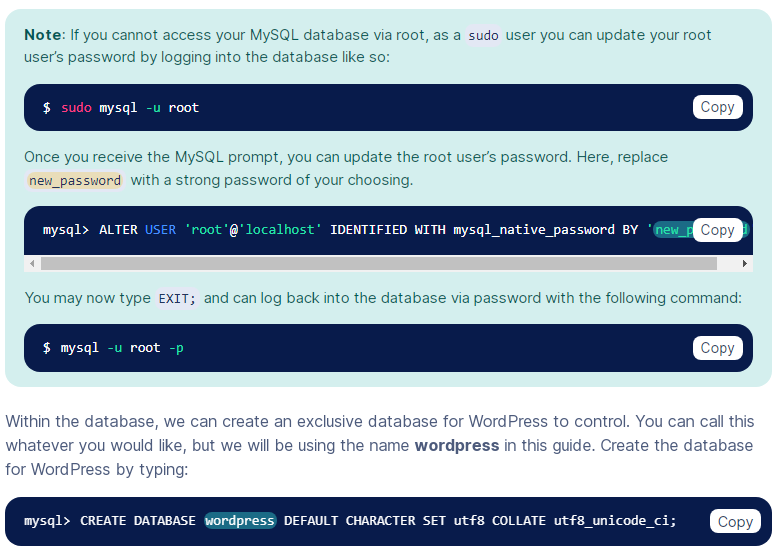 Note: If you cannot access your MySQL database via root, as a sudo user you can update your root
user's password by logging into the database like so:
$ sudo mysql -u root
Copy
Once you receive the MySQL prompt, you can update the root user's password. Here, replace
new_password with a strong password of your choosing.
mysql> ALTER USER 'root'@'localhost' IDENTIFIED WITH mysql_native_password BY 'new_p
Copy
You may now type EXIT; and can log back into the database via password with the following command:
$ mysql -u root -p
Copy
Within the database, we can create an exclusive database for WordPress to control. You can call this
whatever you would like, but we will be using the name wordpress in this guide. Create the database
for WordPress by typing:
mysql> CREATE DATABASE wordpress DEFAULT CHARACTER SET utf8 COLLATE utf8_unicode_ci;
Copy